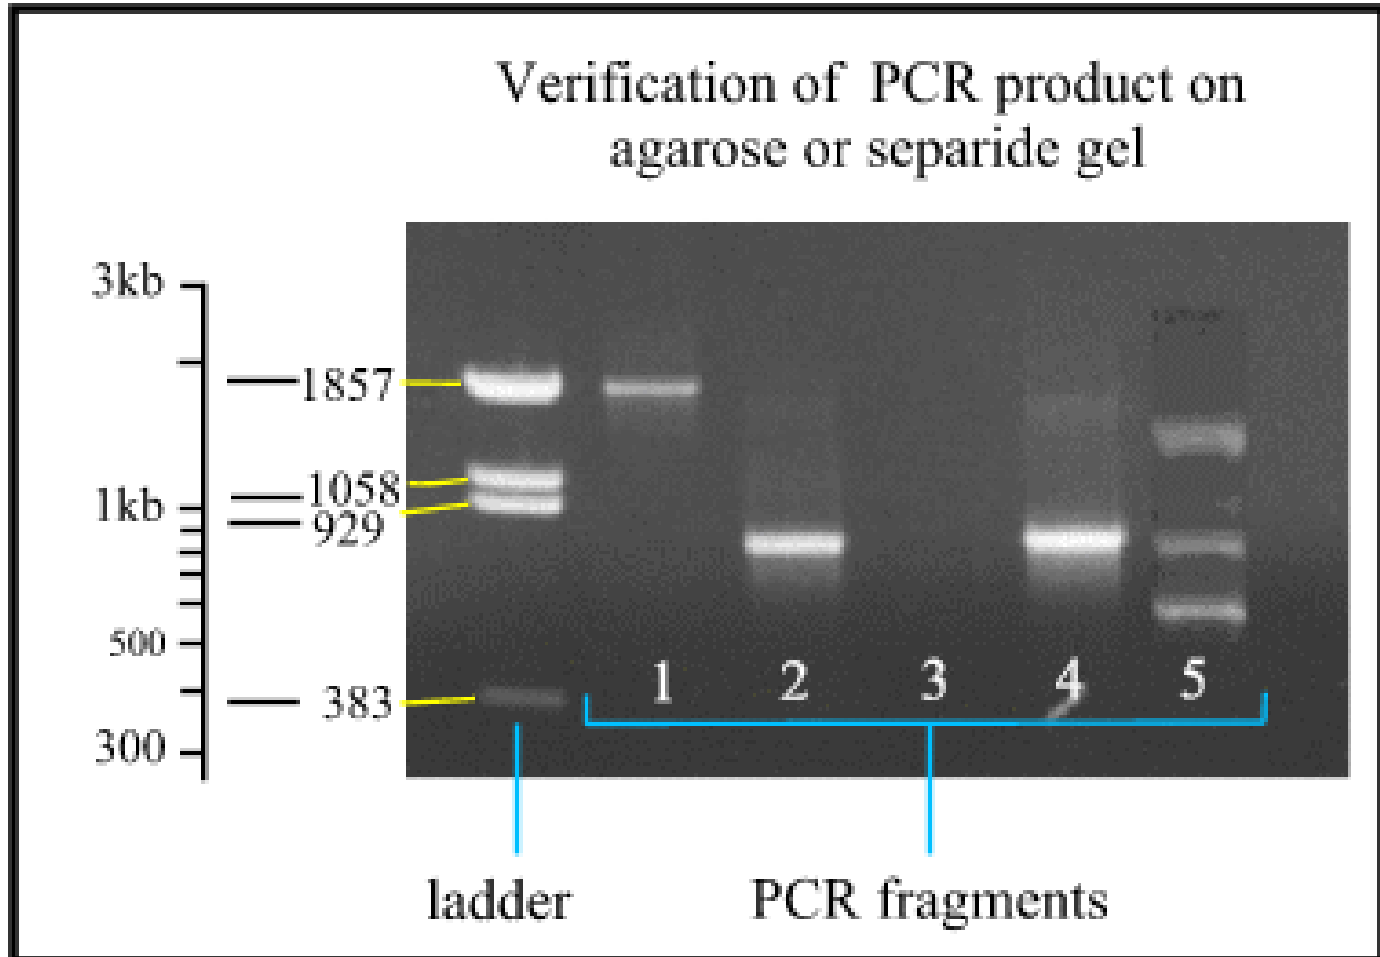 Verification of PCR product on
agarose or separide gel
3kb
1857
1058
1kb
929
500
383
300
1 2 3 4 5
ladder
PCR fragments